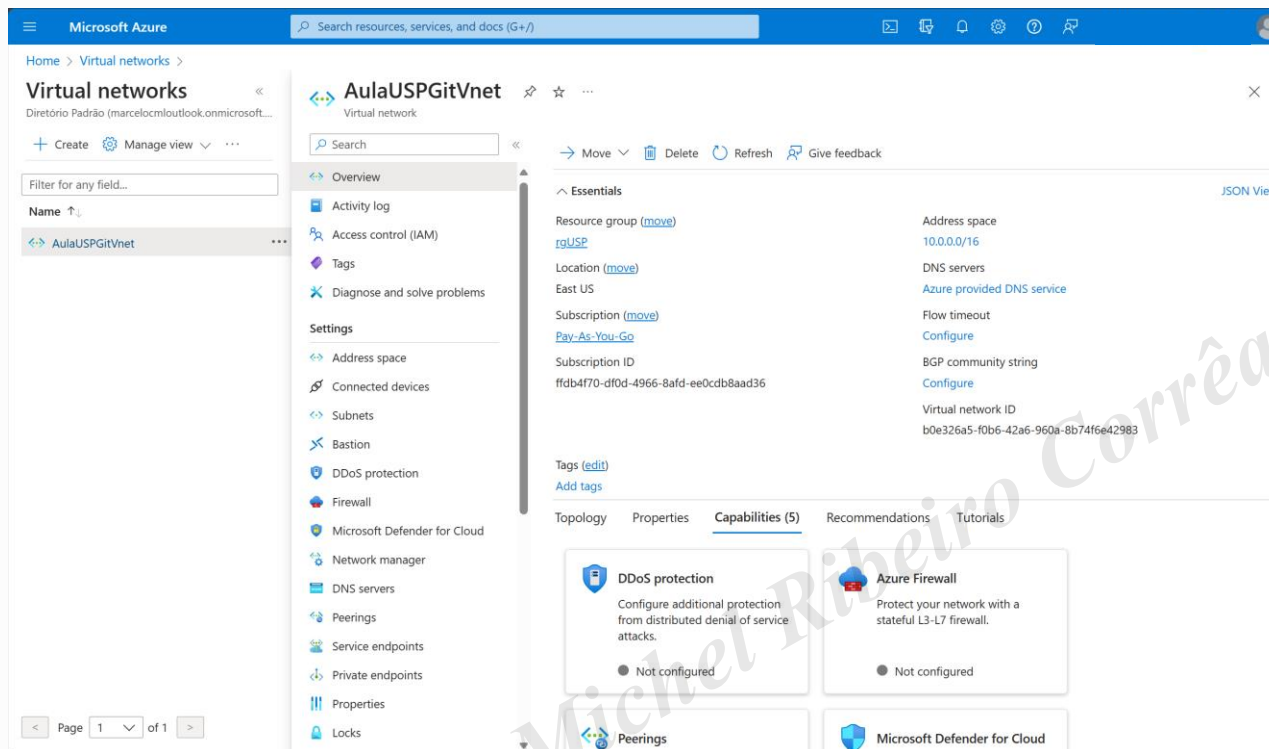 Microsoft Azure
Search resources, services, and docs (G+/)
Home > Virtual networks >
Virtual networks
Diretório Padrão (marcelocmloutlook.onmicrosoft....
Create
Manage view
Filter for any field...
Name
AulaUSPGitVnet
Page 1 of 1
AulaUSPGitVnet
Virtual network
Search
Overview
Activity log
Access control (IAM)
Tags
Diagnose and solve problems
Settings
Address space
Connected devices
Subnets
Bastion
DDoS protection
Firewall
Microsoft Defender for Cloud
Network manager
DNS servers
Peerings
Service endpoints
Private endpoints
Properties
Locks
Move
Delete
Refresh
Give feedback
Essentials
JSON Vie
Resource group (move)
rgUSP
Location (move)
East US
Subscription (move)
Pay-As-You-Go
Subscription ID
ffdb4f70-df0d-4966-8afd-ee0cdb8aad36
Address space
10.0.0.0/16
DNS servers
Azure provided DNS service
Flow timeout
Configure
BGP community string
Configure
Virtual network ID
b0e326a5-f0b6-42a6-960a-8b74f6e42983
Tags (edit)
Add tags
Topology Properties Capabilities (5) Recommendations Tutorials
DDoS protection
Configure additional protection
from distributed denial of service
attacks.
Not configured
Azure Firewall
Protect your network with a
stateful L3-L7 firewall.
Not configured
Peerings
Microsoft Defender for Cloud
Michel Ribeiro Corrêa